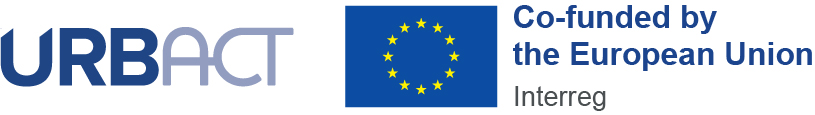 URBACT
Co-funded by
the European Union
Interreg